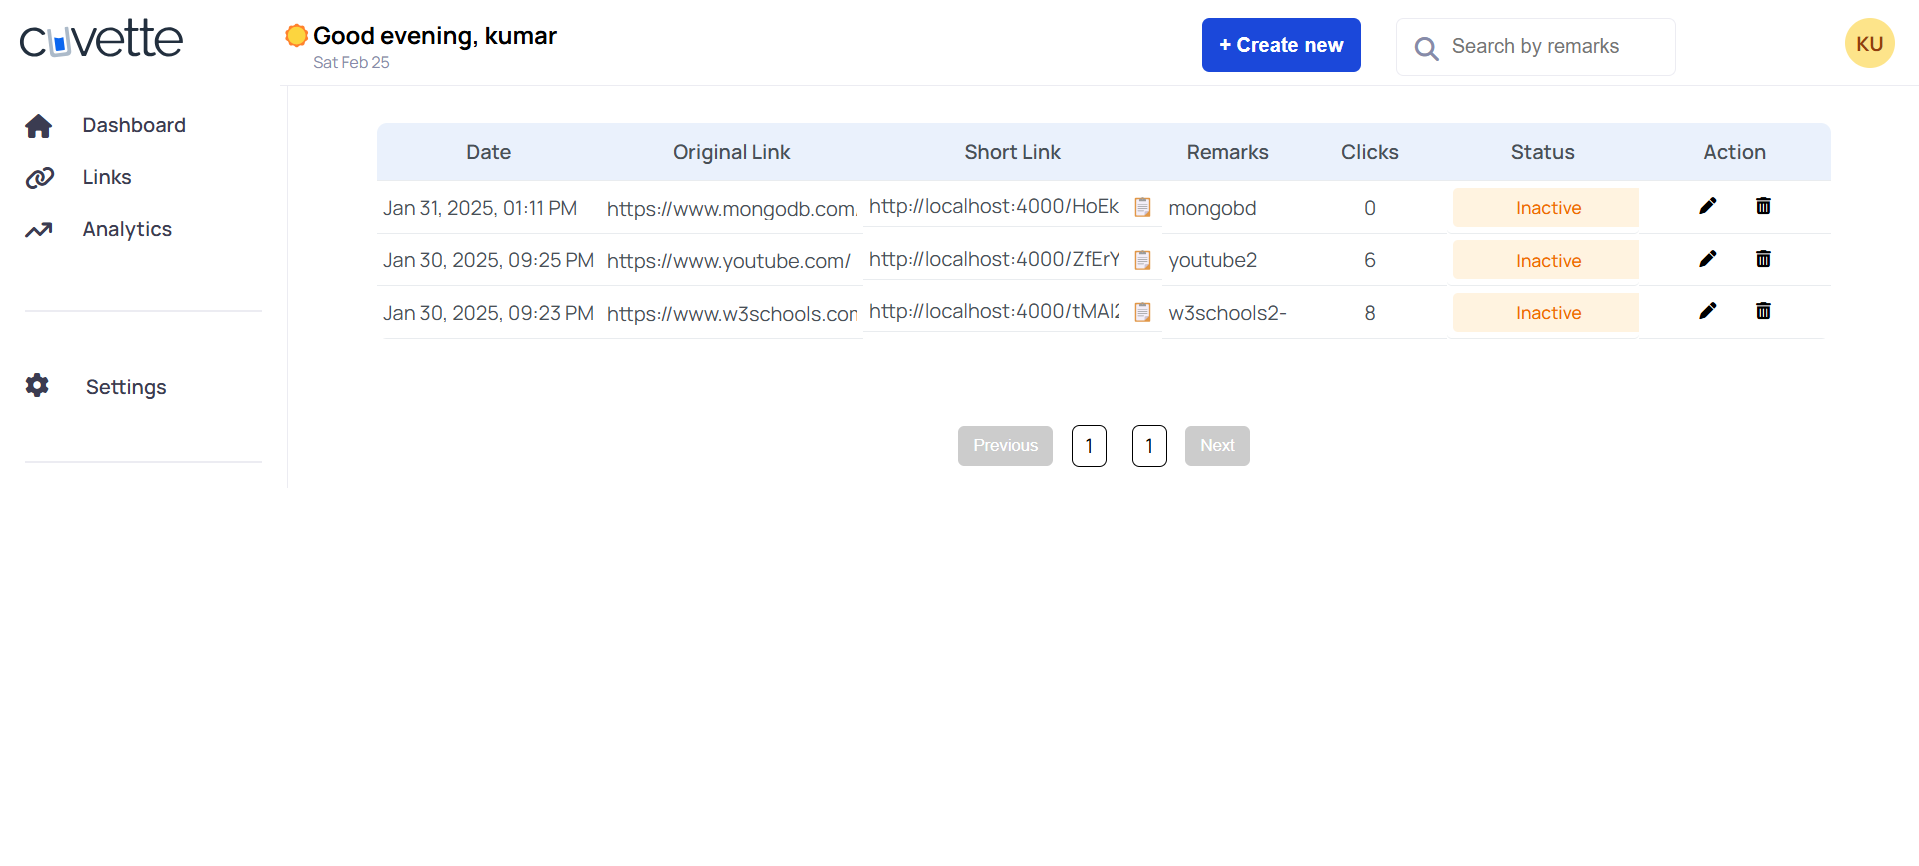 cuvette
Good evening, kumar
Sat Feb 25
+ Create new
Search by remarks
KU
Dashboard
Links
Analytics
Settings
Date Original Link Short Link Remarks Clicks Status Action
Jan 31, 2025, 01:11 PM https://www.mongodb.com. http://localhost:4000/HoEk mongobd 0 Inactive
Jan 30, 2025, 09:25 PM https://www.youtube.com/ http://localhost:4000/ZfErY youtube2 6 Inactive
Jan 30, 2025, 09:23 PM https://www.w3schools.com http://localhost:4000/tMAl2 w3schools2- 8 Inactive
Previous 1 1 Next